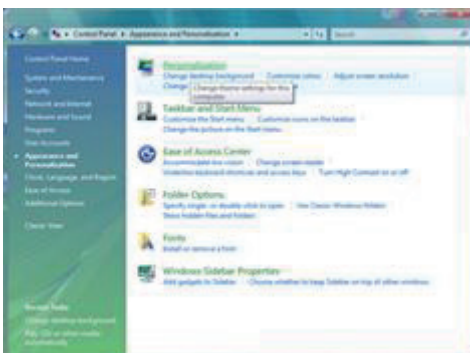 Control Panel ▸ Appearance and Personalization ▸
Search
Control Panel Home
System and Maintenance
Security
Network and Internet
Hardware and Sound
Programs
User Accounts
Appearance and
Personalization
Clock, Language, and Region
Ease of Access
Additional Options
Classic View
Recent Tasks
Change desktop background
Play CDs or other media
automatically
Personalization
Change desktop background Customize colors Adjust screen resolution
Change
Change theme settings for this
computer.
Taskbar and Start Menu
Customize the Start menu Customize icons on the taskbar
Change the picture on the Start menu
Ease of Access Center
Accommodate low vision Change screen reader
Underline keyboard shortcuts and access keys Turn High Contrast on or off
Folder Options
Specify single- or double-click to open Use Classic Windows folders
Show hidden files and folders
Fonts
Install or remove a font
Windows Sidebar Properties
Add gadgets to Sidebar Choose whether to keep Sidebar on top of other windows